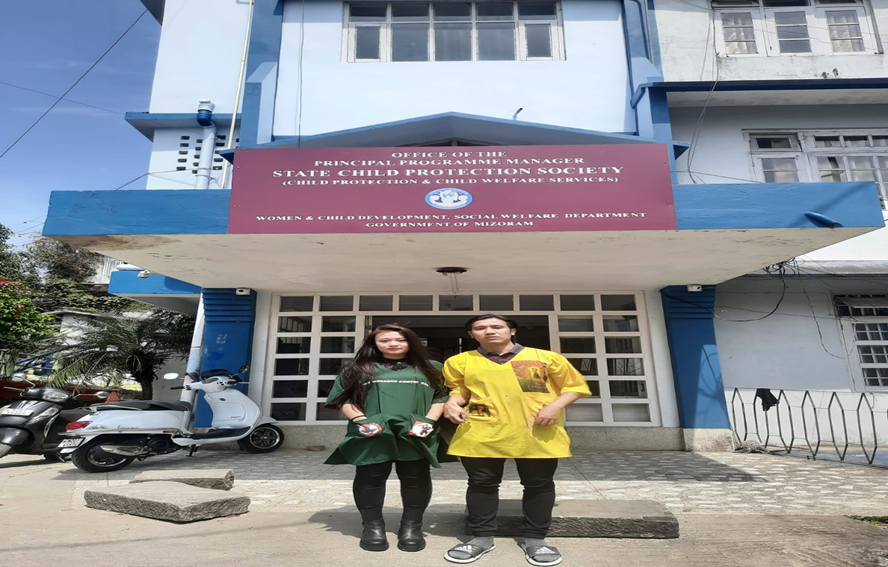 OFFICE OF THE
PRINCIPAL PROGRAMME MANAGER
STATE CHILD PROTECTION SOCIETY
(CHILD PROTECTION & CHILD WELFARE SERVICES)
WOMEN & CHILD DEVELOPMENT, SOCIAL WELFARE DEPARTMENT
GOVERNMENT OF MIZORAM